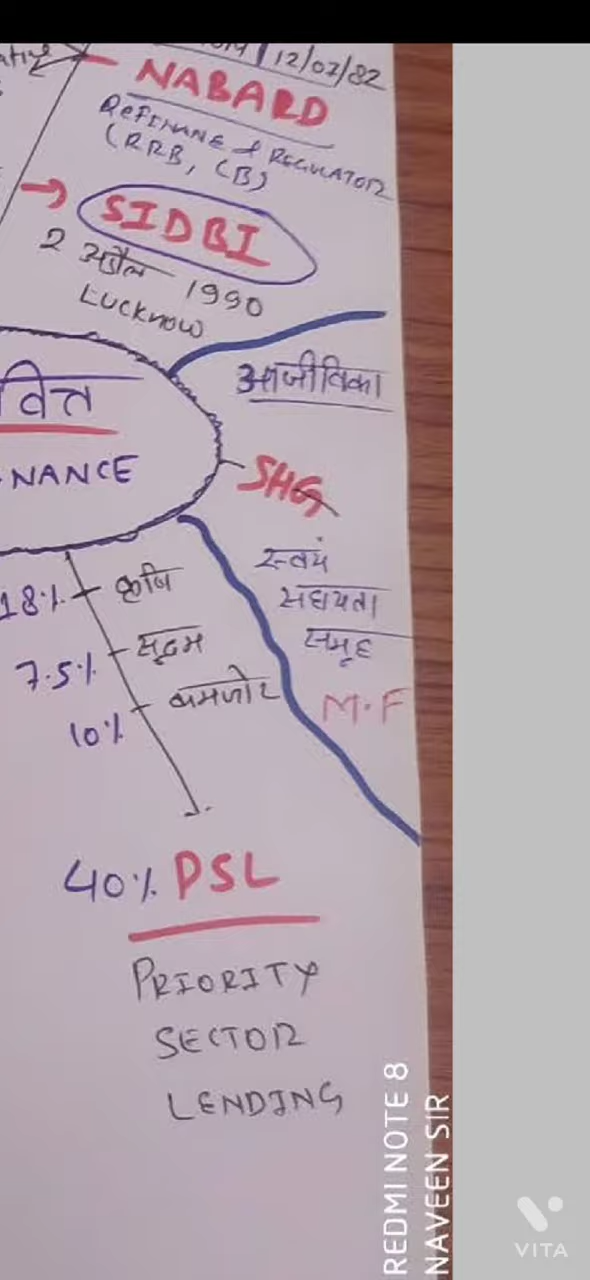 12/07/82
NABARD
REFINANE & REGULATOR
(RRB, CB)
SIDBI
2 अप्रैल 1990
Lucknow
आजीविका
वित्त
NANCE
SHG
स्वयं
सहायता
समूह
M.F
18% कृषि
7.5% सूक्ष्म
10% कमजोर
40% PSL
PRIORITY
SECTOR
LENDING
REDMI NOTE 8
NAVEEN SIR
VITA